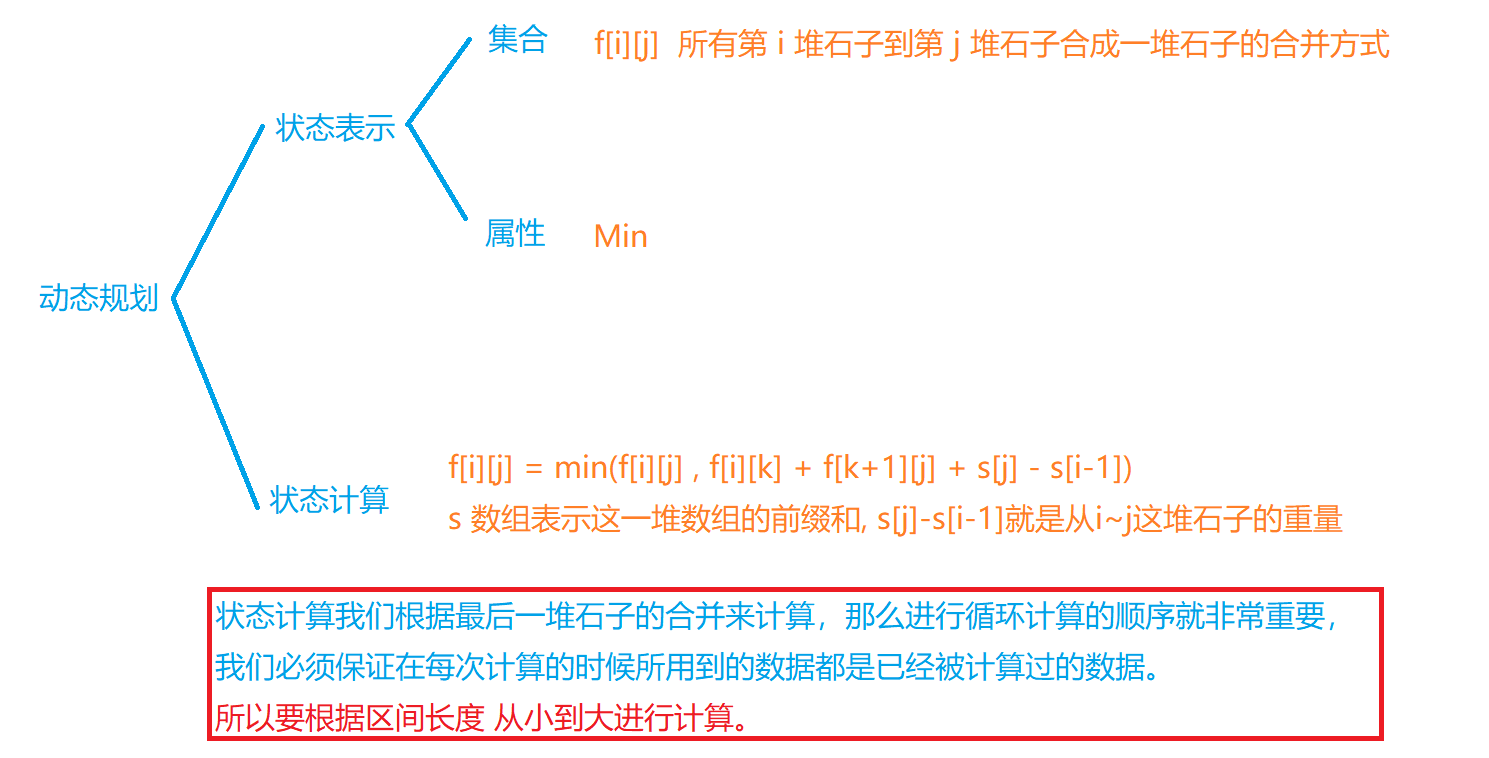 集合
f[i][j] 所有第 i 堆石子到第 j 堆石子合成一堆石子的合并方式
状态表示
属性
Min
动态规划
f[i][j] = min(f[i][j] , f[i][k] + f[k+1][j] + s[j] - s[i-1])
状态计算
s 数组表示这一堆数组的前缀和, s[j]-s[i-1]就是从i~j这堆石子的重量
状态计算我们根据最后一堆石子的合并来计算，那么进行循环计算的顺序就非常重要，
我们必须保证在每次计算的时候所用到的数据都是已经被计算过的数据。
所以要根据区间长度 从小到大进行计算。